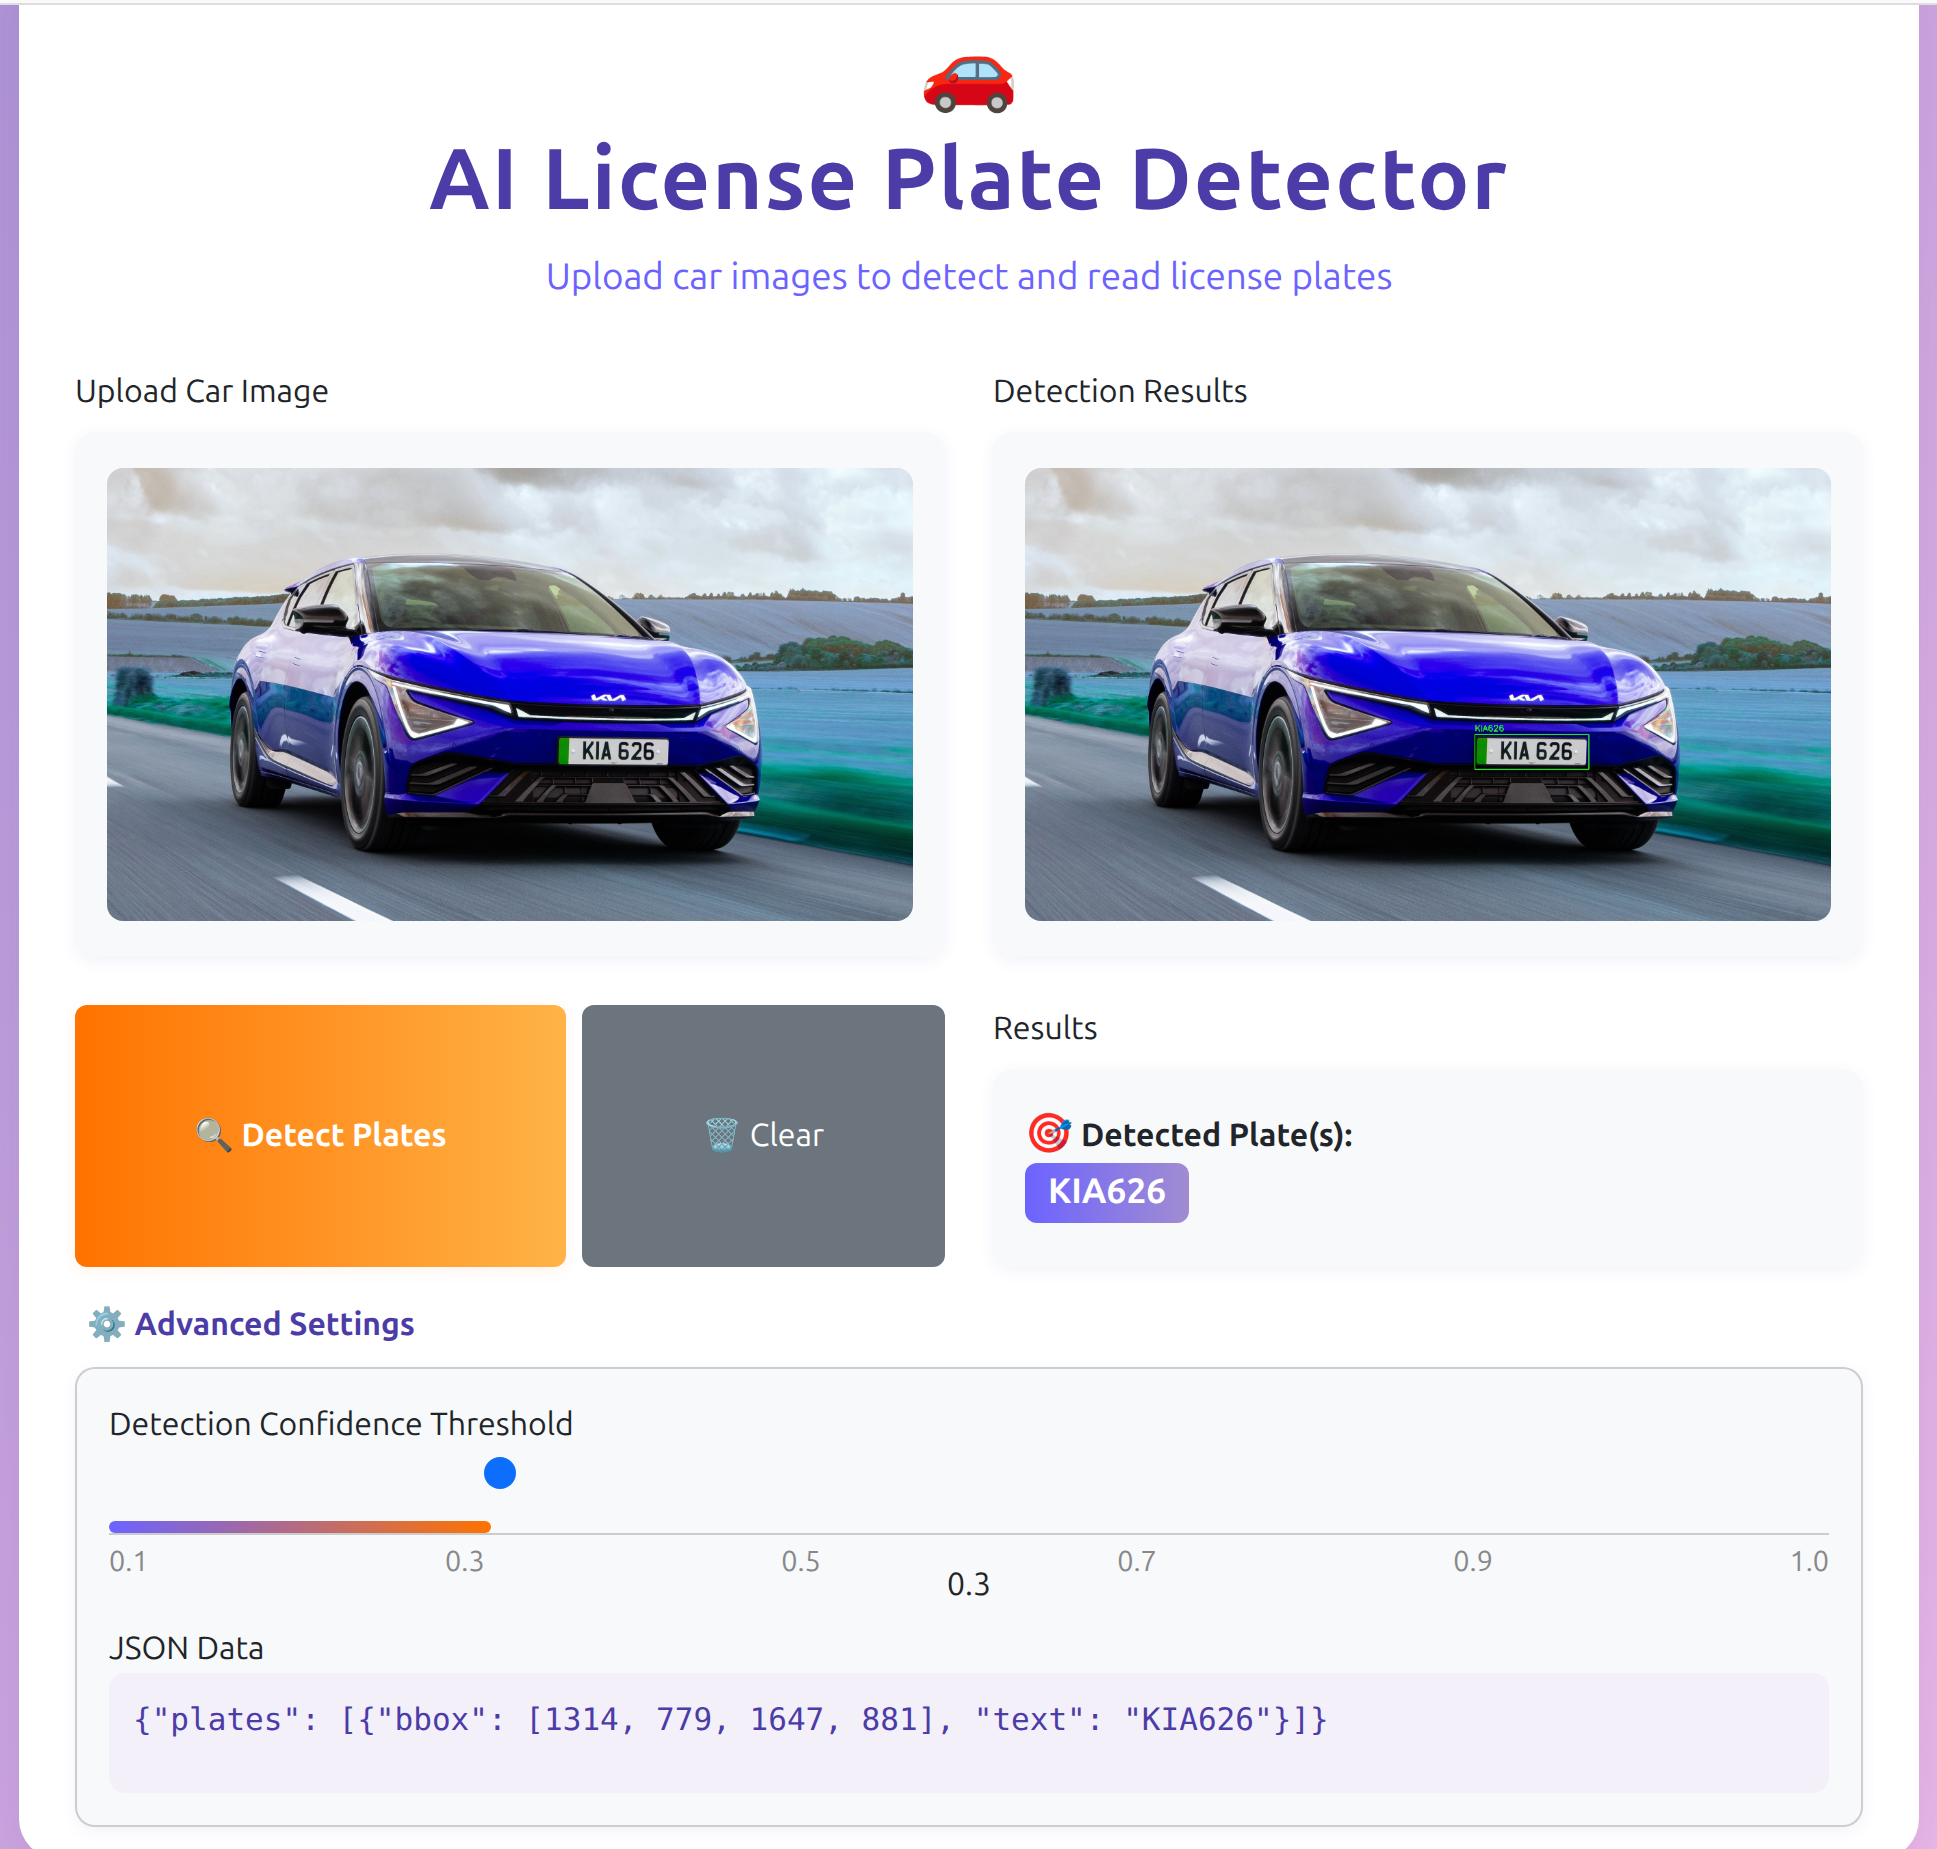 AI License Plate Detector
Upload car images to detect and read license plates
Upload Car Image
Detection Results
KIA 626
KIA626
KIA 626
Detect Plates
Clear
Results
Detected Plate(s):
KIA626
Advanced Settings
Detection Confidence Threshold
0.1 0.3 0.5 0.7 0.9 1.0
0.3
JSON Data
{"plates": [{"bbox": [1314, 779, 1647, 881], "text": "KIA626"}]}